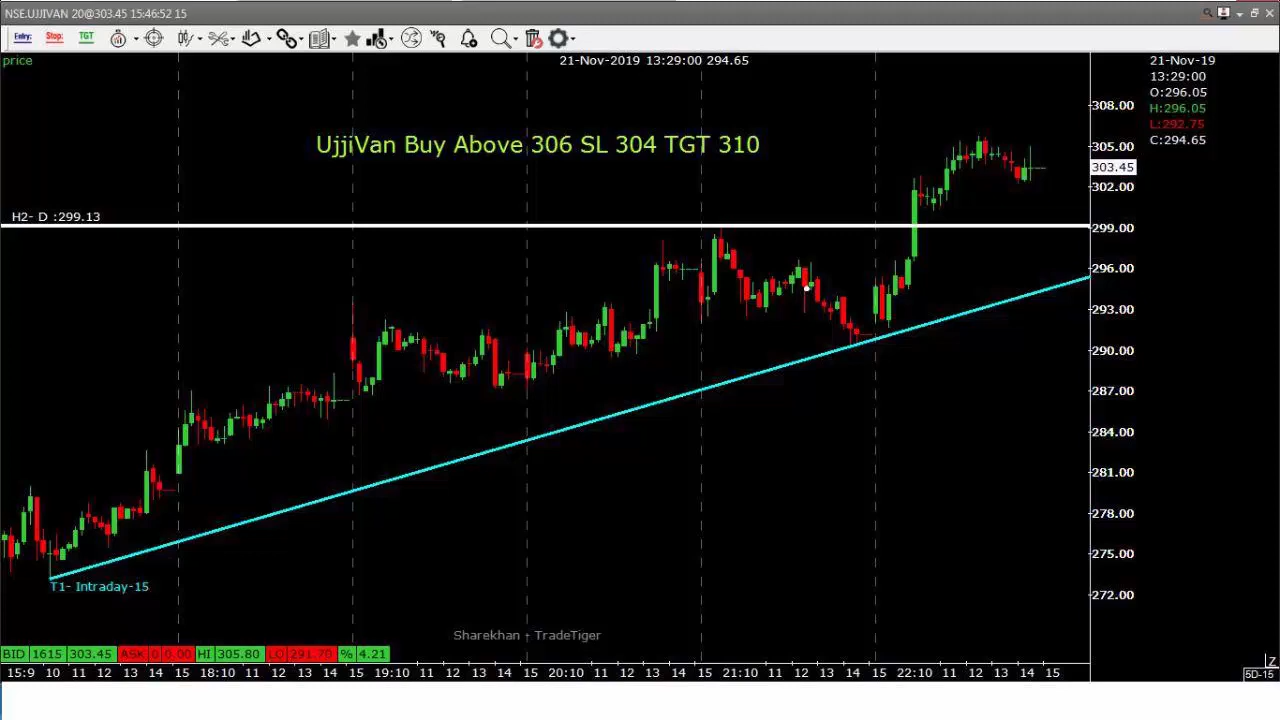 NSE.UJJIVAN 20@303.45 15:46:52 15
Entry: Stop: TGT
price
21-Nov-2019 13:29:00 294.65
21-Nov-19
13:29:00
O:296.05
H:296.05
L:292.75
C:294.65
UjjiVan Buy Above 306 SL 304 TGT 310
308.00
305.00
303.45
302.00
H2- D :299.13
299.00
296.00
293.00
290.00
287.00
284.00
281.00
278.00
275.00
272.00
T1- Intraday-15
Sharekhan - TradeTiger
BID 1615 303.45 ASK 0 0.00 HI 305.80 LO 291.70 % 4.21
15:9 10 11 12 13 14 15 18:10 11 12 13 14 15 19:10 11 12 13 14 15 20:10 11 12 13 14 15 21:10 11 12 13 14 15 22:10 11 12 13 14 15
Z
5D-15